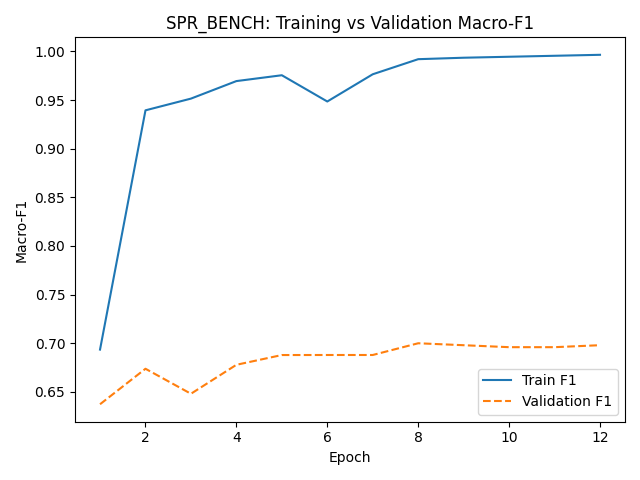 SPR_BENCH: Training vs Validation Macro-F1
Macro-F1
1.00
0.95
0.90
0.85
0.80
0.75
0.70
0.65
Train F1
Validation F1
2
4
6
8
10
12
Epoch